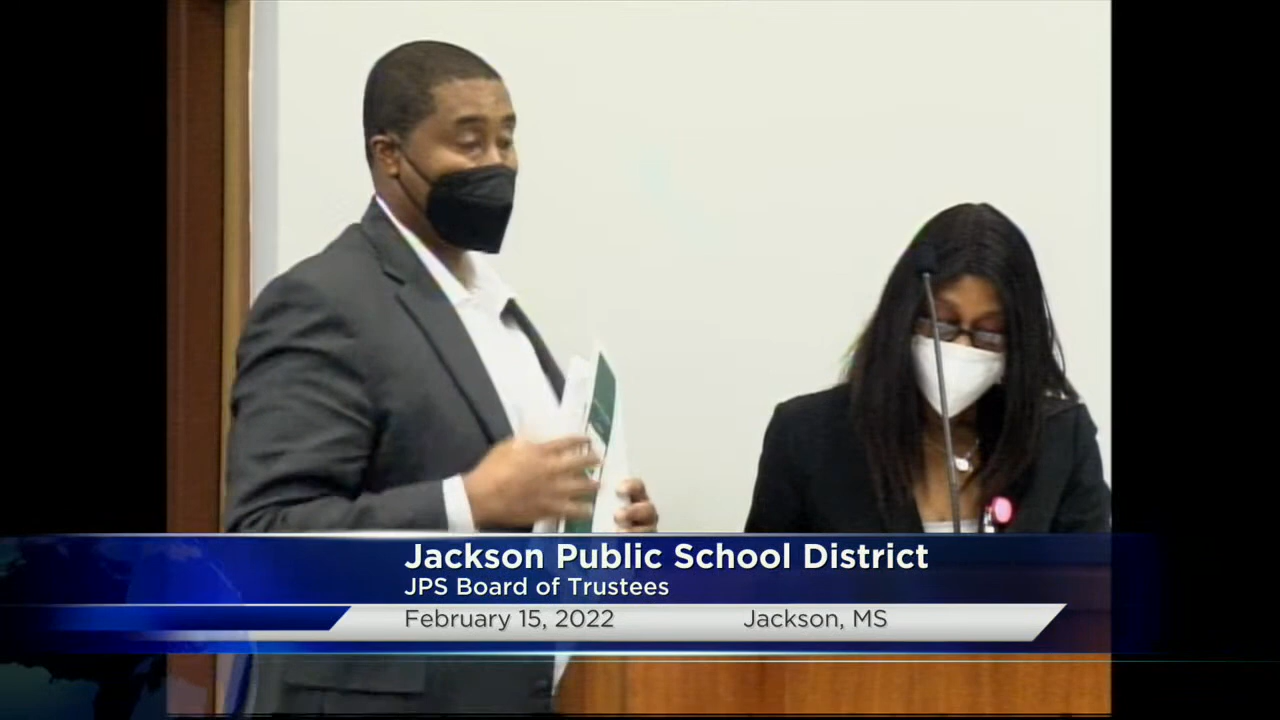 Jackson Public School District
JPS Board of Trustees
February 15, 2022 Jackson, MS